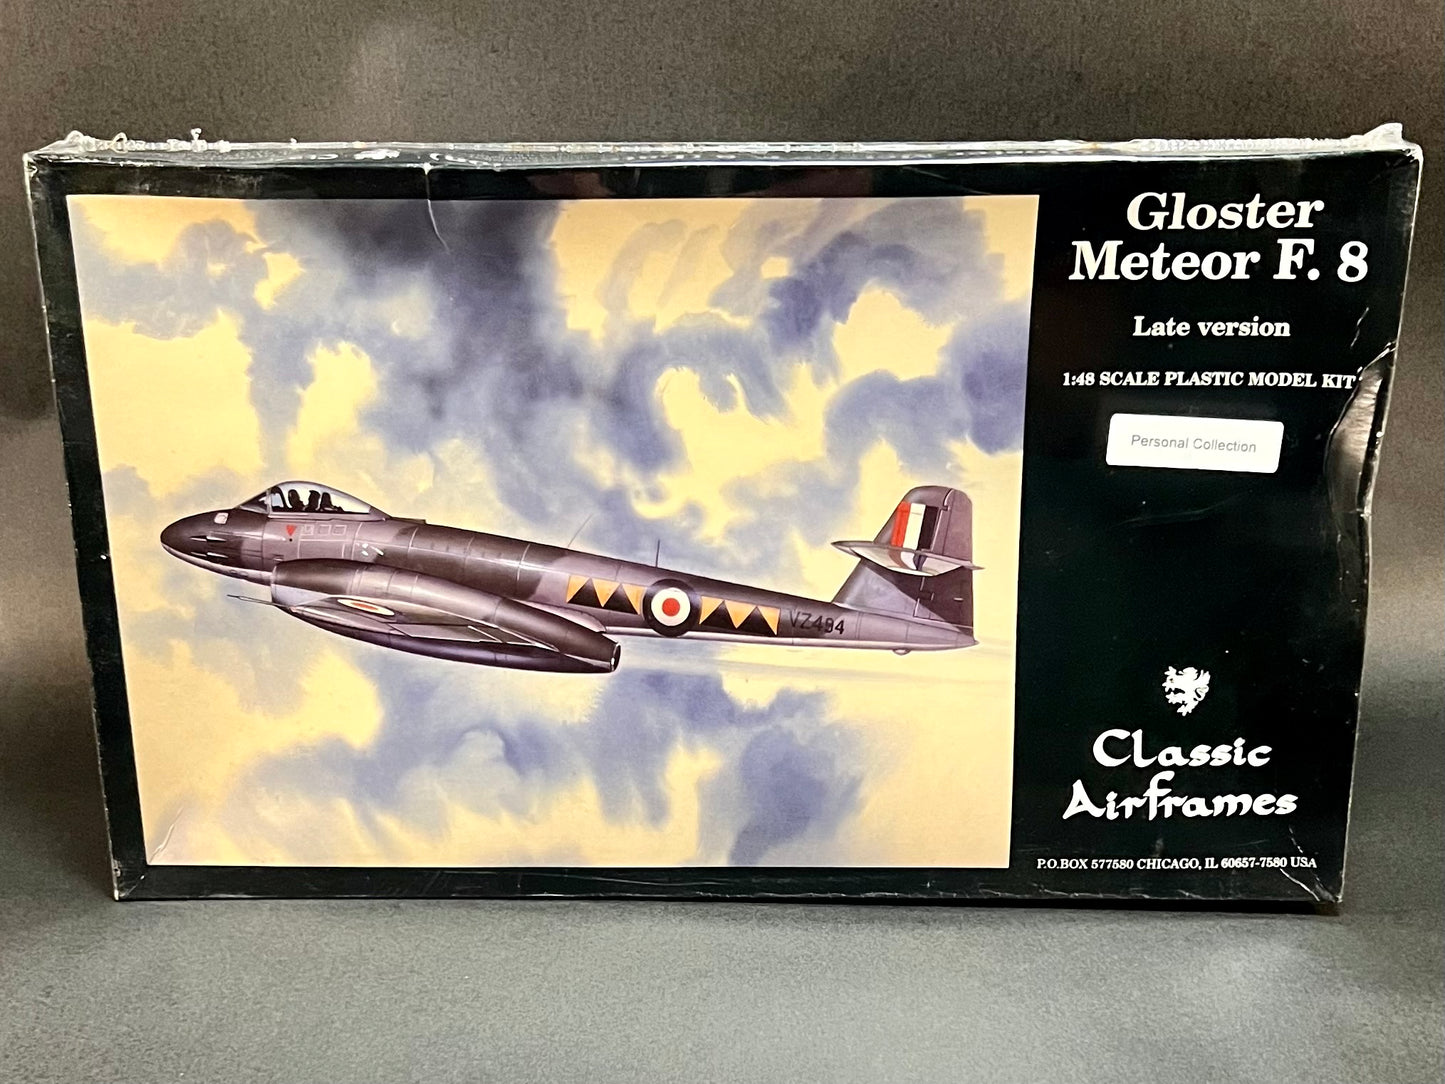 Gloster
Meteor F. 8
Late version
1:48 SCALE PLASTIC MODEL KIT
Personal Collection
VZ494
Classic
Airframes
P.O.BOX 577580 CHICAGO, IL 60657-7580 USA